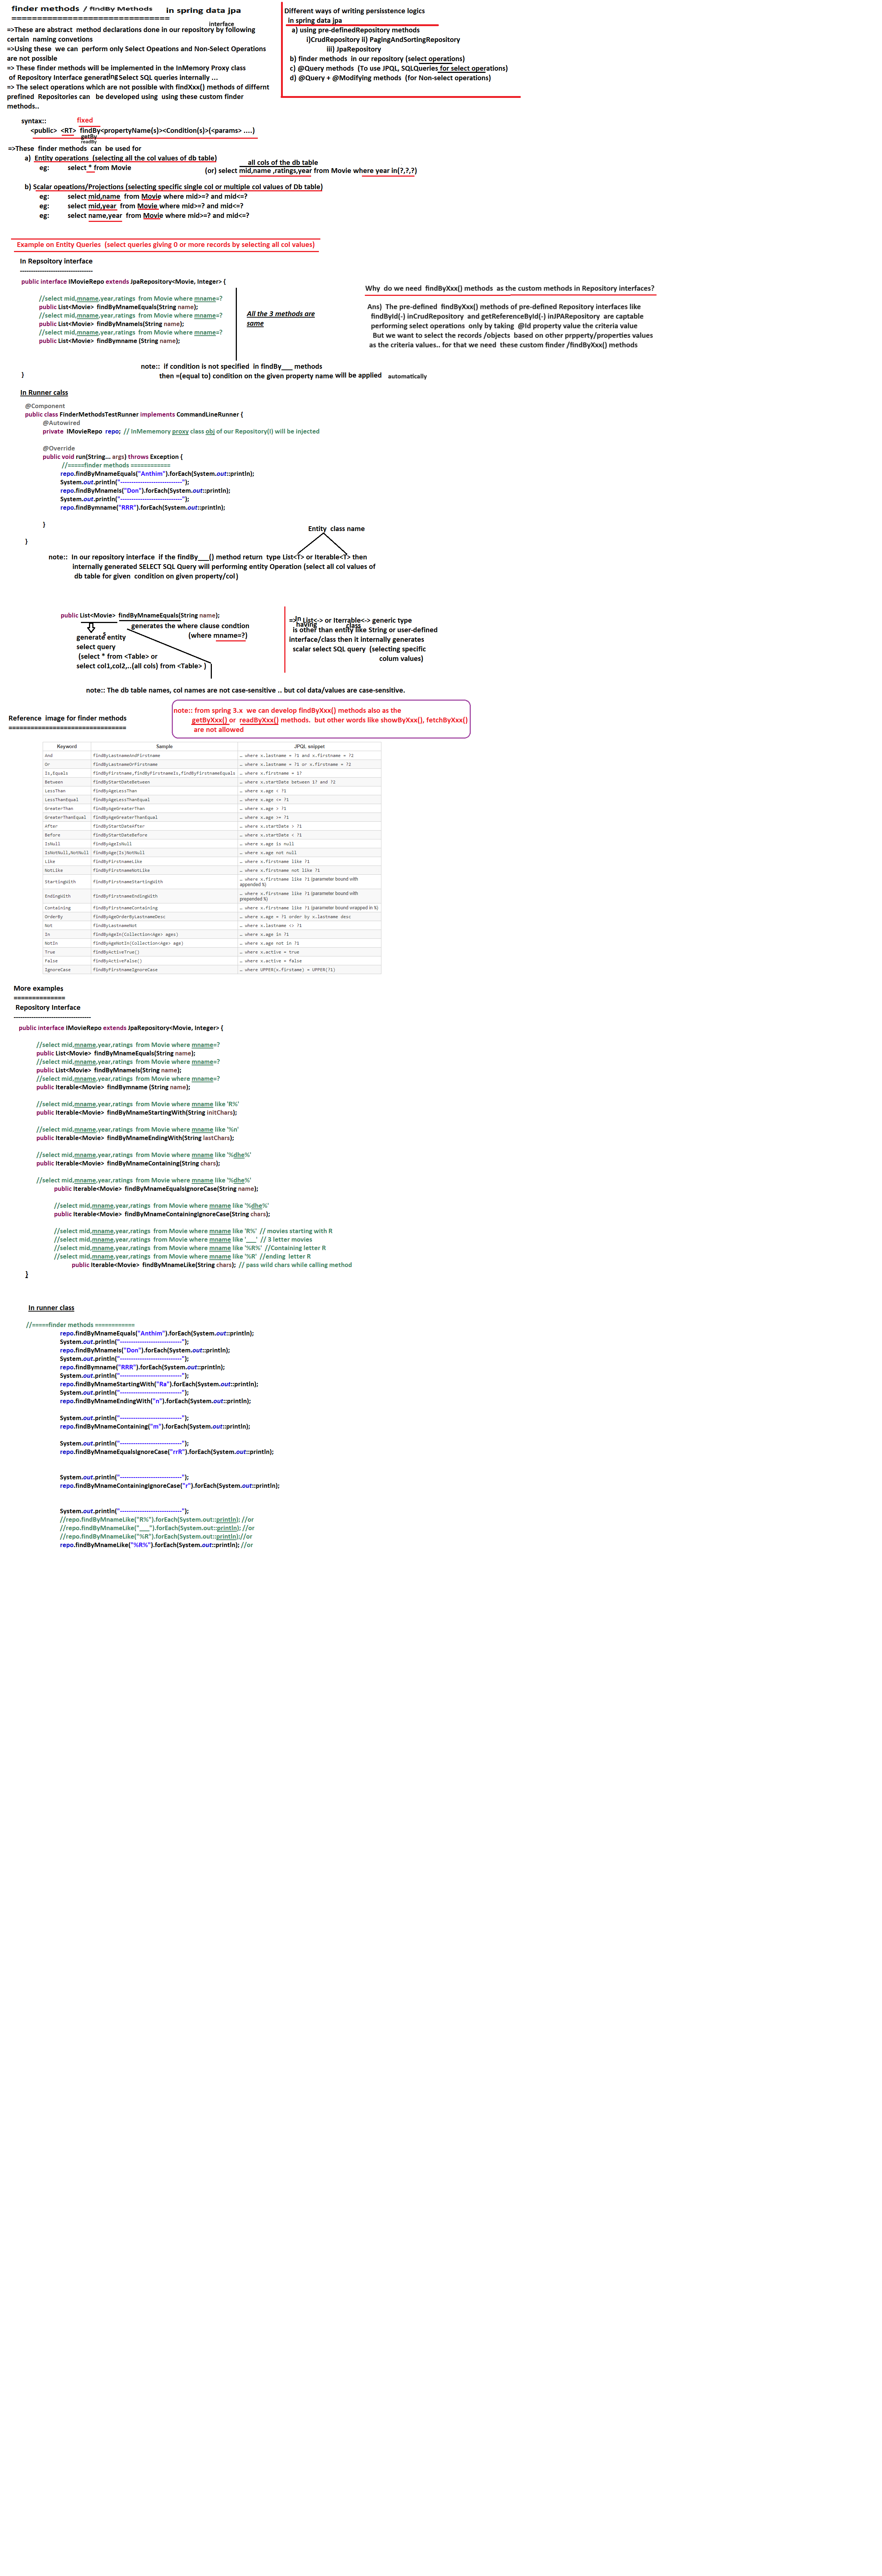 finder methods / findBy Methods in spring data jpa
================================
interface
=>These are abstract method declarations done in our repository by following
certain naming convetions
=>Using these we can perform only Select Opeations and Non-Select Operations
are not possible
=> These finder methods will be implemented in the InMemory Proxy class
of Repository Interface generating Select SQL queries internally ...
=> The select operations which are not possible with findXxx() methods of differnt
prefined Repositories can be developed using using these custom finder
methods..
Different ways of writing persisstence logics
in spring data jpa
a) using pre-definedRepository methods
i)CrudRepository ii) PagingAndSortingRepository
iii) JpaRepository
b) finder methods in our repository (select operations)
c) @Query methods (To use JPQL, SQLQueries for select operations)
d) @Query + @Modifying methods (for Non-select operations)
syntax:: fixed
<public> <RT> findBy<propertyName(s)><Condition(s)>(<params> ....)
getBy
readBy
=>These finder methods can be used for
a) Entity operations (selecting all the col values of db table)
all cols of the db table
eg: select * from Movie (or) select mid,name ,ratings,year from Movie where year in(?,?,?)
b) Scalar opeations/Projections (selecting specific single col or multiple col values of Db table)
eg: select mid,name from Movie where mid>=? and mid<=?
eg: select mid,year from Movie where mid>=? and mid<=?
eg: select name,year from Movie where mid>=? and mid<=?
Example on Entity Queries (select queries giving 0 or more records by selecting all col values)
In Repsoitory interface
--------------------------------
public interface IMovieRepo extends JpaRepository<Movie, Integer> {
//select mid,mname,year,ratings from Movie where mname=?
public List<Movie> findByMnameEquals(String name);
//select mid,mname,year,ratings from Movie where mname=?
public List<Movie> findByMnameIs(String name);
//select mid,mname,year,ratings from Movie where mname=?
public List<Movie> findBymname (String name);
All the 3 methods are
same
Why do we need findByXxx() methods as the custom methods in Repository interfaces?
Ans) The pre-defined findByXxx() methods of pre-defined Repository interfaces like
findById(-) inCrudRepository and getReferenceById(-) inJPARepository are captable
performing select operations only by taking @Id property value the criteria value
But we want to select the records /objects based on other prpperty/properties values
as the criteria values.. for that we need these custom finder /findByXxx() methods
note:: if condition is not specified in findBy___ methods
then =(equal to) condition on the given property name will be applied automatically
}
In Runner calss
@Component
public class FinderMethodsTestRunner implements CommandLineRunner {
@Autowired
private IMovieRepo repo; // InMememory proxy class obj of our Repository(I) will be injected
@Override
public void run(String... args) throws Exception {
//=====finder methods ============
repo.findByMnameEquals("Anthim").forEach(System.out::println);
System.out.println("----------------------------");
repo.findByMnameIs("Don").forEach(System.out::println);
System.out.println("----------------------------");
repo.findBymname("RRR").forEach(System.out::println);
}
}
Entity class name
note:: In our repository interface if the findBy___() method return type List<T> or Iterable<T> then
internally generated SELECT SQL Query will performing entity Operation (select all col values of
db table for given condition on given property/col)
public List<Movie> findByMnameEquals(String name);
generates the where clause condtion
(where mname=?)
generates entity
select query
(select * from <Table> or
select col1,col2,..(all cols) from <Table> )
=> In List<-> or Iterrable<-> generic type
having class
is other than entity like String or user-defined
interface/class then it internally generates
scalar select SQL query (selecting specific
colum values)
note:: The db table names, col names are not case-sensitive .. but col data/values are case-sensitive.
note:: from spring 3.x we can develop findByXxx() methods also as the
getByXxx() or readByXxx() methods. but other words like showByXxx(), fetchByXxx()
are not allowed
Reference image for finder methods
================================
Keyword Sample JPQL snippet
And findByLastnameAndFirstname … where x.lastname = ?1 and x.firstname = ?2
Or findByLastnameOrFirstname … where x.lastname = ?1 or x.firstname = ?2
Is,Equals findByFirstname,findByFirstnameIs,findByFirstnameEquals … where x.firstname = 1?
Between findByStartDateBetween … where x.startDate between 1? and ?2
LessThan findByAgeLessThan … where x.age < ?1
LessThanEqual findByAgeLessThanEqual … where x.age <= ?1
GreaterThan findByAgeGreaterThan … where x.age > ?1
GreaterThanEqual findByAgeGreaterThanEqual … where x.age >= ?1
After findByStartDateAfter … where x.startDate > ?1
Before findByStartDateBefore … where x.startDate < ?1
IsNull findByAgeIsNull … where x.age is null
IsNotNull,NotNull findByAge(Is)NotNull … where x.age not null
Like findByFirstnameLike … where x.firstname like ?1
NotLike findByFirstnameNotLike … where x.firstname not like ?1
StartingWith findByFirstnameStartingWith … where x.firstname like ?1 (parameter bound with
appended %)
EndingWith findByFirstnameEndingWith … where x.firstname like ?1 (parameter bound with
prepended %)
Containing findByFirstnameContaining … where x.firstname like ?1 (parameter bound wrapped in %)
OrderBy findByAgeOrderByLastnameDesc … where x.age = ?1 order by x.lastname desc
Not findByLastnameNot … where x.lastname <> ?1
In findByAgeIn(Collection<Age> ages) … where x.age in ?1
NotIn findByAgeNotIn(Collection<Age> age) … where x.age not in ?1
True findByActiveTrue() … where x.active = true
False findByActiveFalse() … where x.active = false
IgnoreCase findByFirstnameIgnoreCase … where UPPER(x.firstame) = UPPER(?1)
More examples
==============
Repository Interface
----------------------------------
public interface IMovieRepo extends JpaRepository<Movie, Integer> {
//select mid,mname,year,ratings from Movie where mname=?
public List<Movie> findByMnameEquals(String name);
//select mid,mname,year,ratings from Movie where mname=?
public List<Movie> findByMnameIs(String name);
//select mid,mname,year,ratings from Movie where mname=?
public Iterable<Movie> findBymname (String name);
//select mid,mname,year,ratings from Movie where mname like 'R%'
public Iterable<Movie> findByMnameStartingWith(String initChars);
//select mid,mname,year,ratings from Movie where mname like '%n'
public Iterable<Movie> findByMnameEndingWith(String lastChars);
//select mid,mname,year,ratings from Movie where mname like '%dhe%'
public Iterable<Movie> findByMnameContaining(String chars);
//select mid,mname,year,ratings from Movie where mname like '%dhe%'
public Iterable<Movie> findByMnameEqualsIgnoreCase(String name);
//select mid,mname,year,ratings from Movie where mname like '%dhe%'
public Iterable<Movie> findByMnameContainingIgnoreCase(String chars);
//select mid,mname,year,ratings from Movie where mname like 'R%' // movies starting with R
//select mid,mname,year,ratings from Movie where mname like '___' // 3 letter movies
//select mid,mname,year,ratings from Movie where mname like '%R%' //Containing letter R
//select mid,mname,year,ratings from Movie where mname like '%R' //ending letter R
public Iterable<Movie> findByMnameLike(String chars); // pass wild chars while calling method
}
In runner class
//=====finder methods ============
repo.findByMnameEquals("Anthim").forEach(System.out::println);
System.out.println("----------------------------");
repo.findByMnameIs("Don").forEach(System.out::println);
System.out.println("----------------------------");
repo.findBymname("RRR").forEach(System.out::println);
System.out.println("----------------------------");
repo.findByMnameStartingWith("Ra").forEach(System.out::println);
System.out.println("----------------------------");
repo.findByMnameEndingWith("n").forEach(System.out::println);
System.out.println("----------------------------");
repo.findByMnameContaining("m").forEach(System.out::println);
System.out.println("----------------------------");
repo.findByMnameEqualsIgnoreCase("rrR").forEach(System.out::println);
System.out.println("----------------------------");
repo.findByMnameContainingIgnoreCase("r").forEach(System.out::println);
System.out.println("----------------------------");
//repo.findByMnameLike("R%").forEach(System.out::println); //or
//repo.findByMnameLike("___").forEach(System.out::println); //or
//repo.findByMnameLike("%R").forEach(System.out::println);//or
repo.findByMnameLike("%R%").forEach(System.out::println); //or